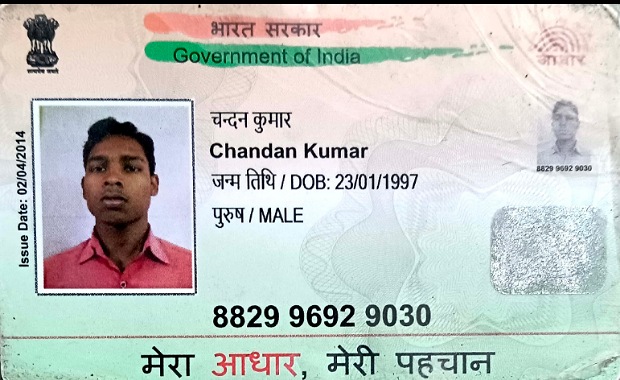 भारत सरकार
Government of India
आधार
सत्यमेव जयते
Issue Date: 02/04/2014
चन्दन कुमार
Chandan Kumar
जन्म तिथि / DOB: 23/01/1997
पुरुष / MALE
8829 9692 9030
8829 9692 9030
मेरा आधार, मेरी पहचान